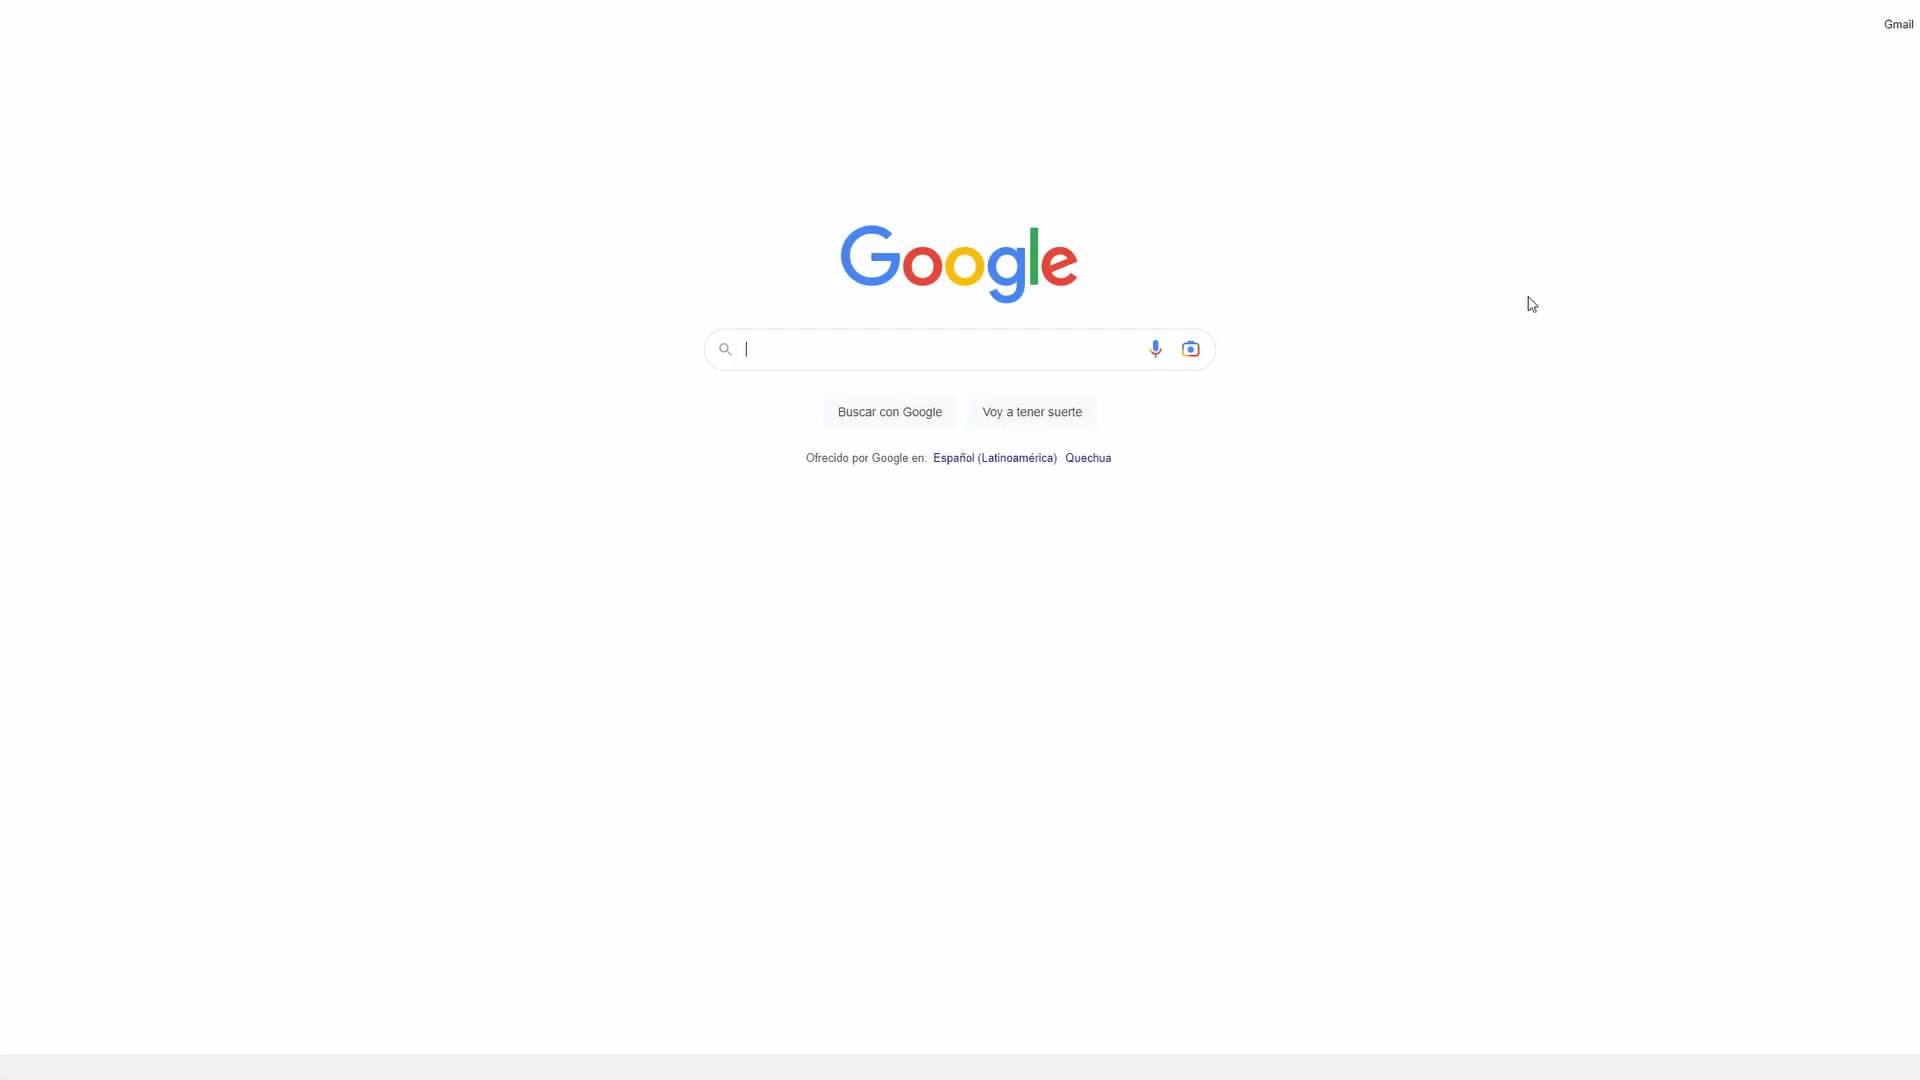 Gmail
Google
Buscar con Google Voy a tener suerte
Ofrecido por Google en: Español (Latinoamérica) Quechua